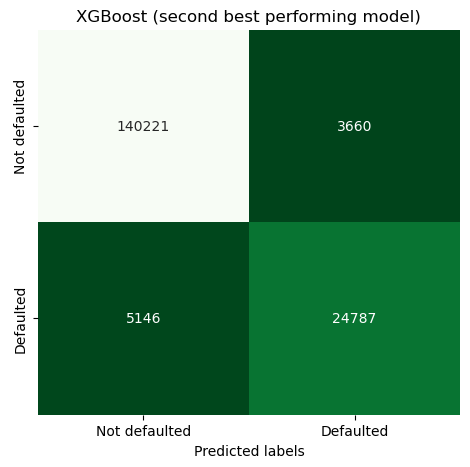 XGBoost (second best performing model)
Not defaulted
140221
3660
Defaulted
5146
24787
Not defaulted
Defaulted
Predicted labels